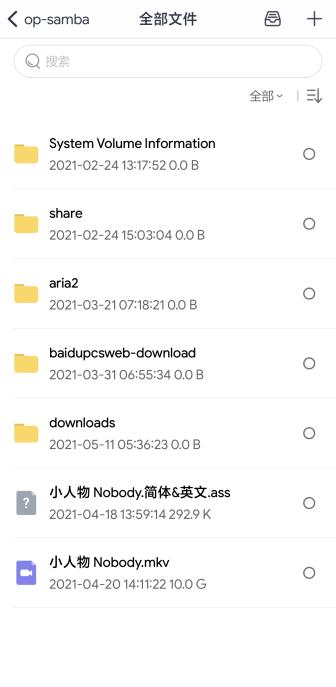 op-samba 全部文件
搜索
全部
System Volume Information
2021-02-24 13:17:52 0.0 B
share
2021-02-24 15:03:04 0.0 B
aria2
2021-03-21 07:18:21 0.0 B
baidupcsweb-download
2021-03-31 06:55:34 0.0 B
downloads
2021-05-11 05:36:23 0.0 B
小人物 Nobody.简体&英文.ass
2021-04-18 13:59:14 292.9 K
小人物 Nobody.mkv
2021-04-20 14:11:22 10.0 G